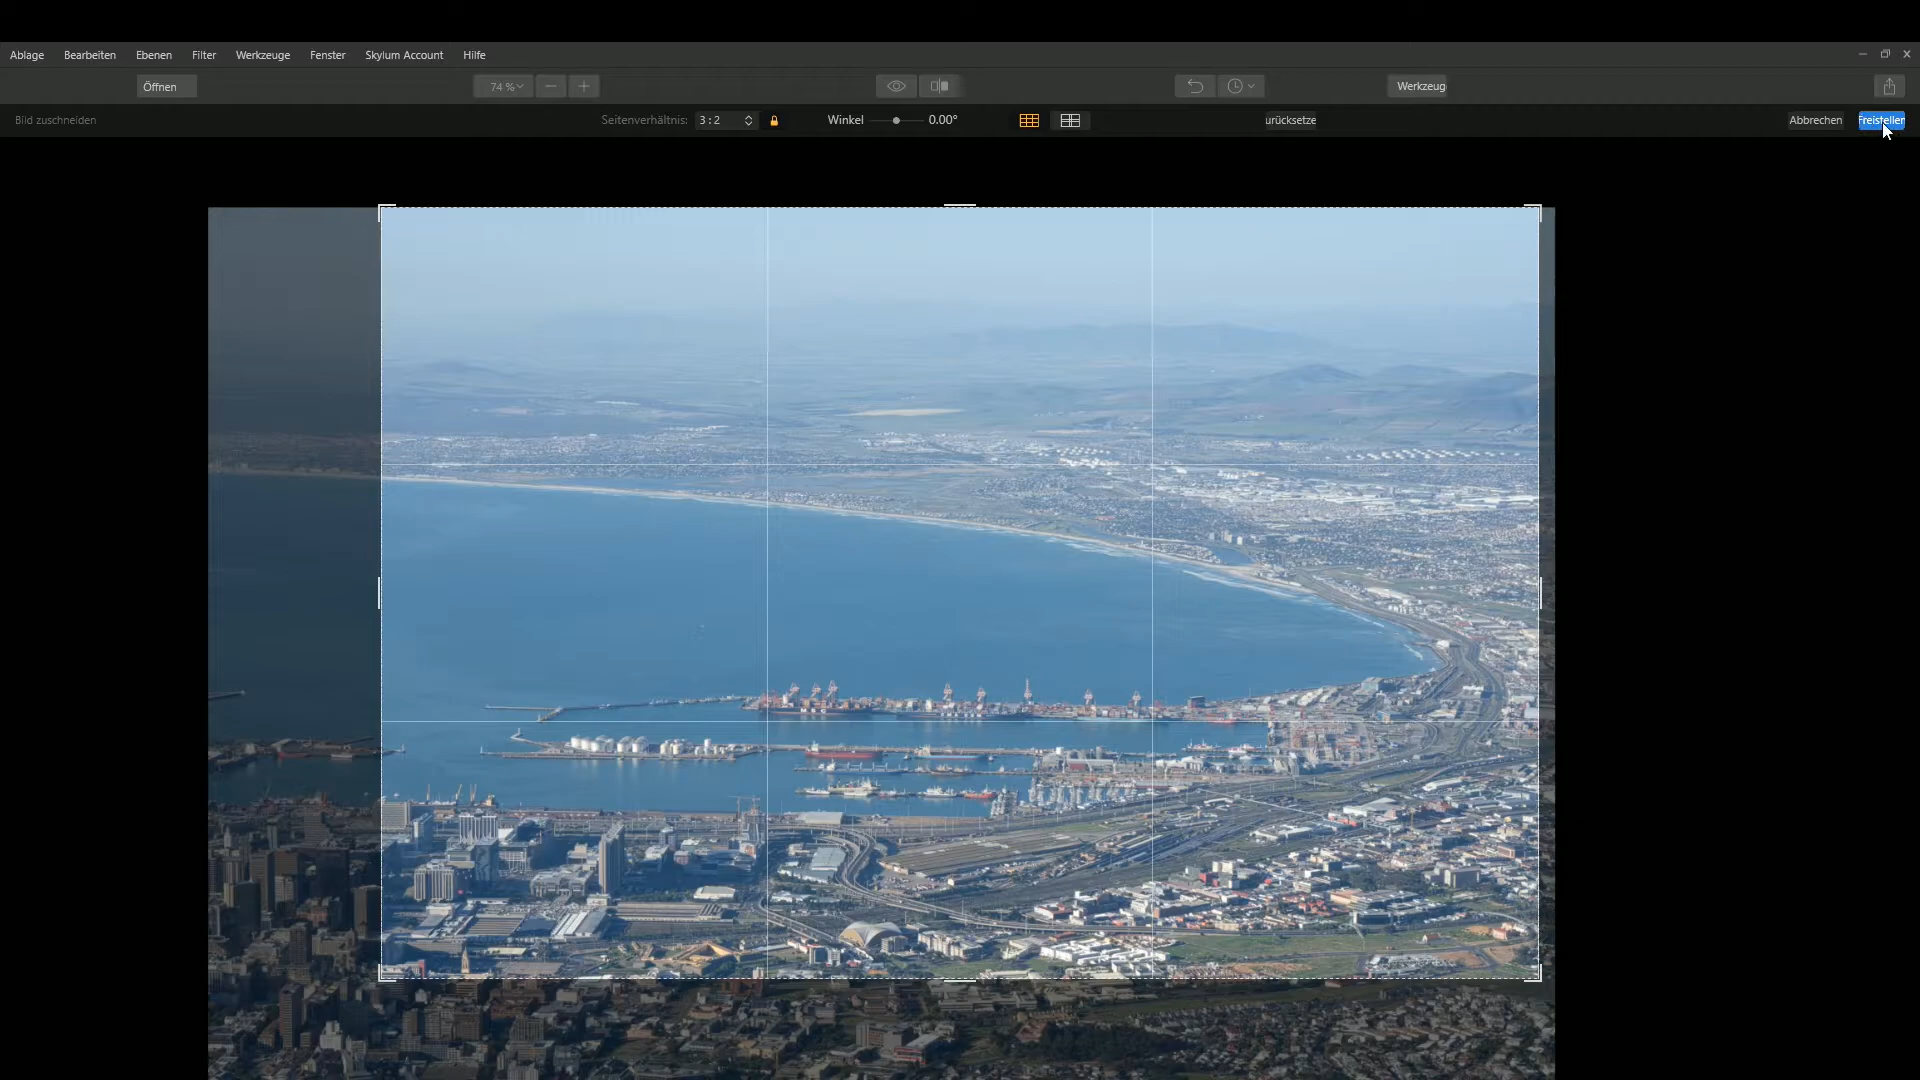 Ablage Bearbeiten Ebenen Filter Werkzeuge Fenster Skylum Account Hilfe
Öffnen 74 % Werkzeug
Bild zuschneiden Seitenverhältnis: 3 : 2 Winkel 0.00° urücksetze Abbrechen Freistellen